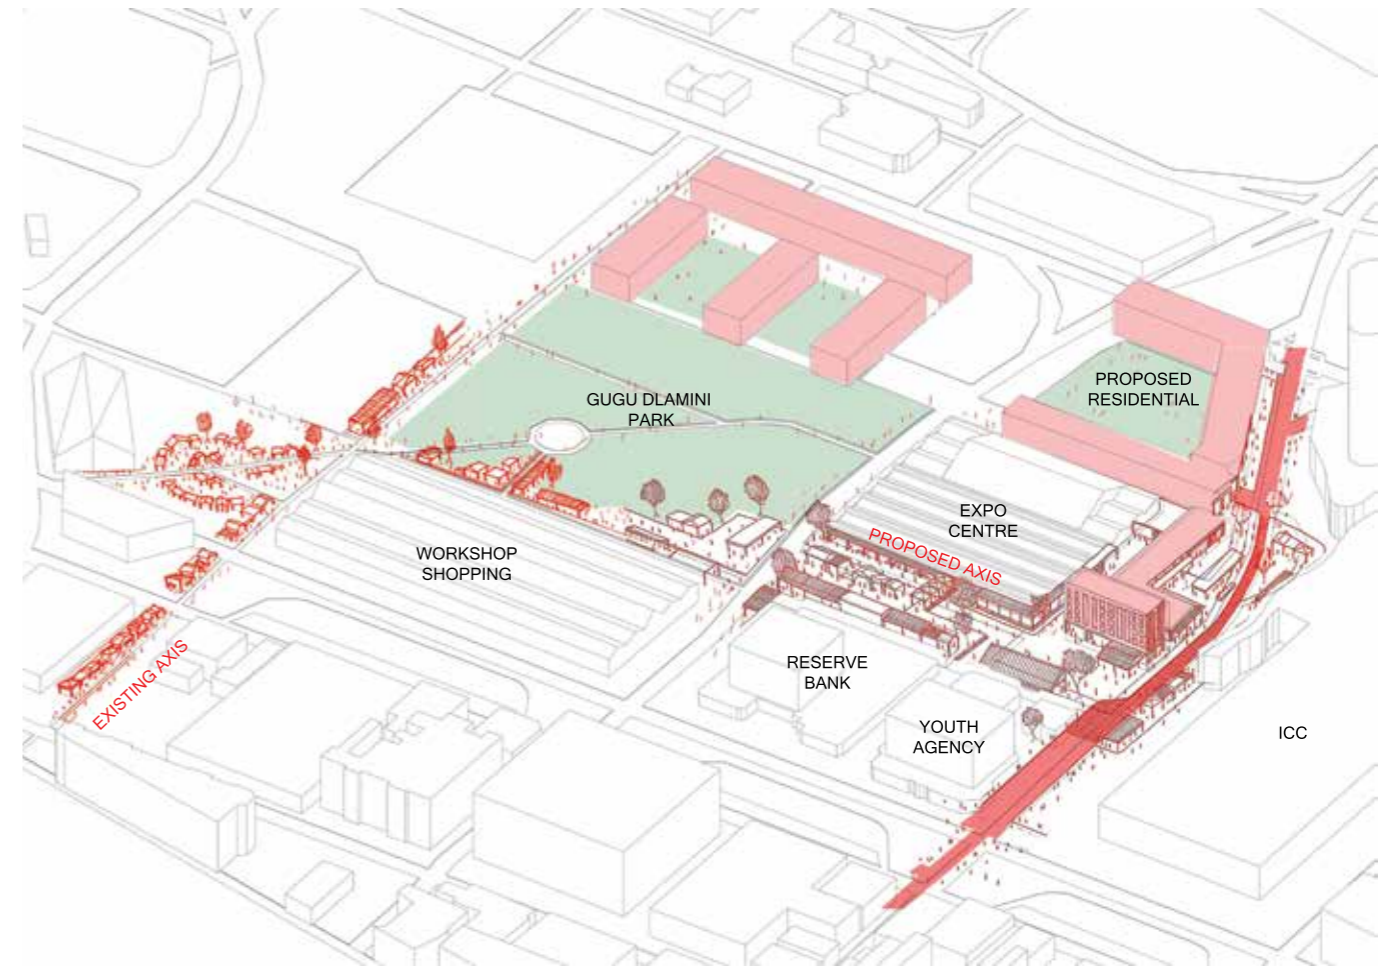 PROPOSED
RESIDENTIAL
GUGU DLAMINI
PARK
EXPO
CENTRE
PROPOSED AXIS
WORKSHOP
SHOPPING
RESERVE
BANK
EXISTING AXIS
YOUTH
AGENCY
ICC